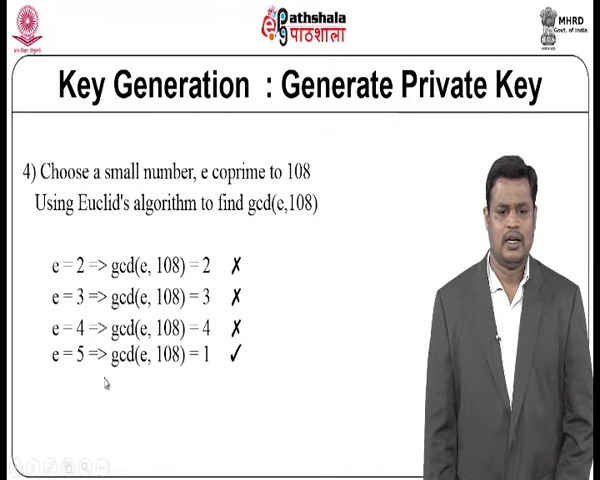 Pathshala
पाठशाला
MHRD
Govt. of India
Key Generation : Generate Private Key
4) Choose a small number, e coprime to 108
Using Euclid's algorithm to find gcd(e,108)
e = 2 => gcd(e, 108) = 2 ✗
e = 3 => gcd(e, 108) = 3 ✗
e = 4 => gcd(e, 108) = 4 ✗
e = 5 => gcd(e, 108) = 1 ✓